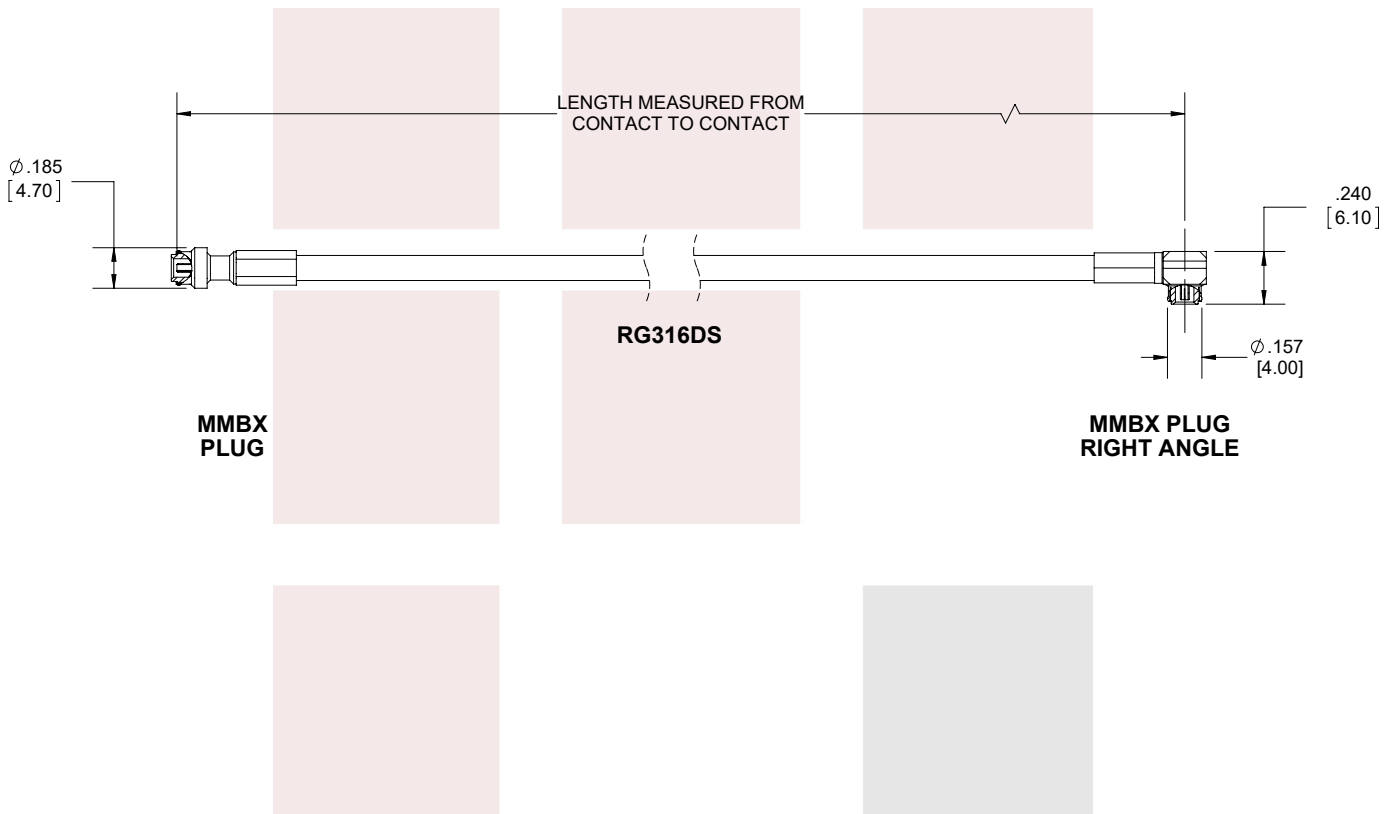 LENGTH MEASURED FROM
CONTACT TO CONTACT
⌀.185
[4.70]
.240
[6.10]
RG316DS
⌀.157
[4.00]
MMBX
PLUG
MMBX PLUG
RIGHT ANGLE